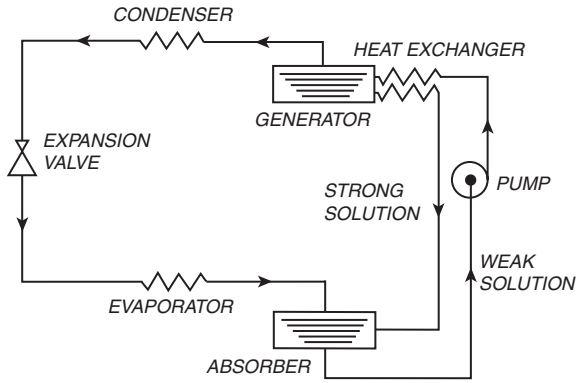 CONDENSER
HEAT EXCHANGER
GENERATOR
EXPANSION
VALVE
STRONG
SOLUTION
PUMP
WEAK
SOLUTION
EVAPORATOR
ABSORBER